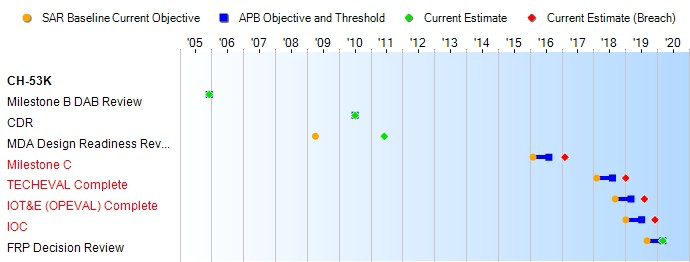 SAR Baseline Current Objective APB Objective and Threshold Current Estimate Current Estimate (Breach)
'05 '06 '07 '08 '09 '10 '11 '12 '13 '14 '15 '16 '17 '18 '19 '20
CH-53K
Milestone B DAB Review
CDR
MDA Design Readiness Rev...
Milestone C
TECHEVAL Complete
IOT&E (OPEVAL) Complete
IOC
FRP Decision Review